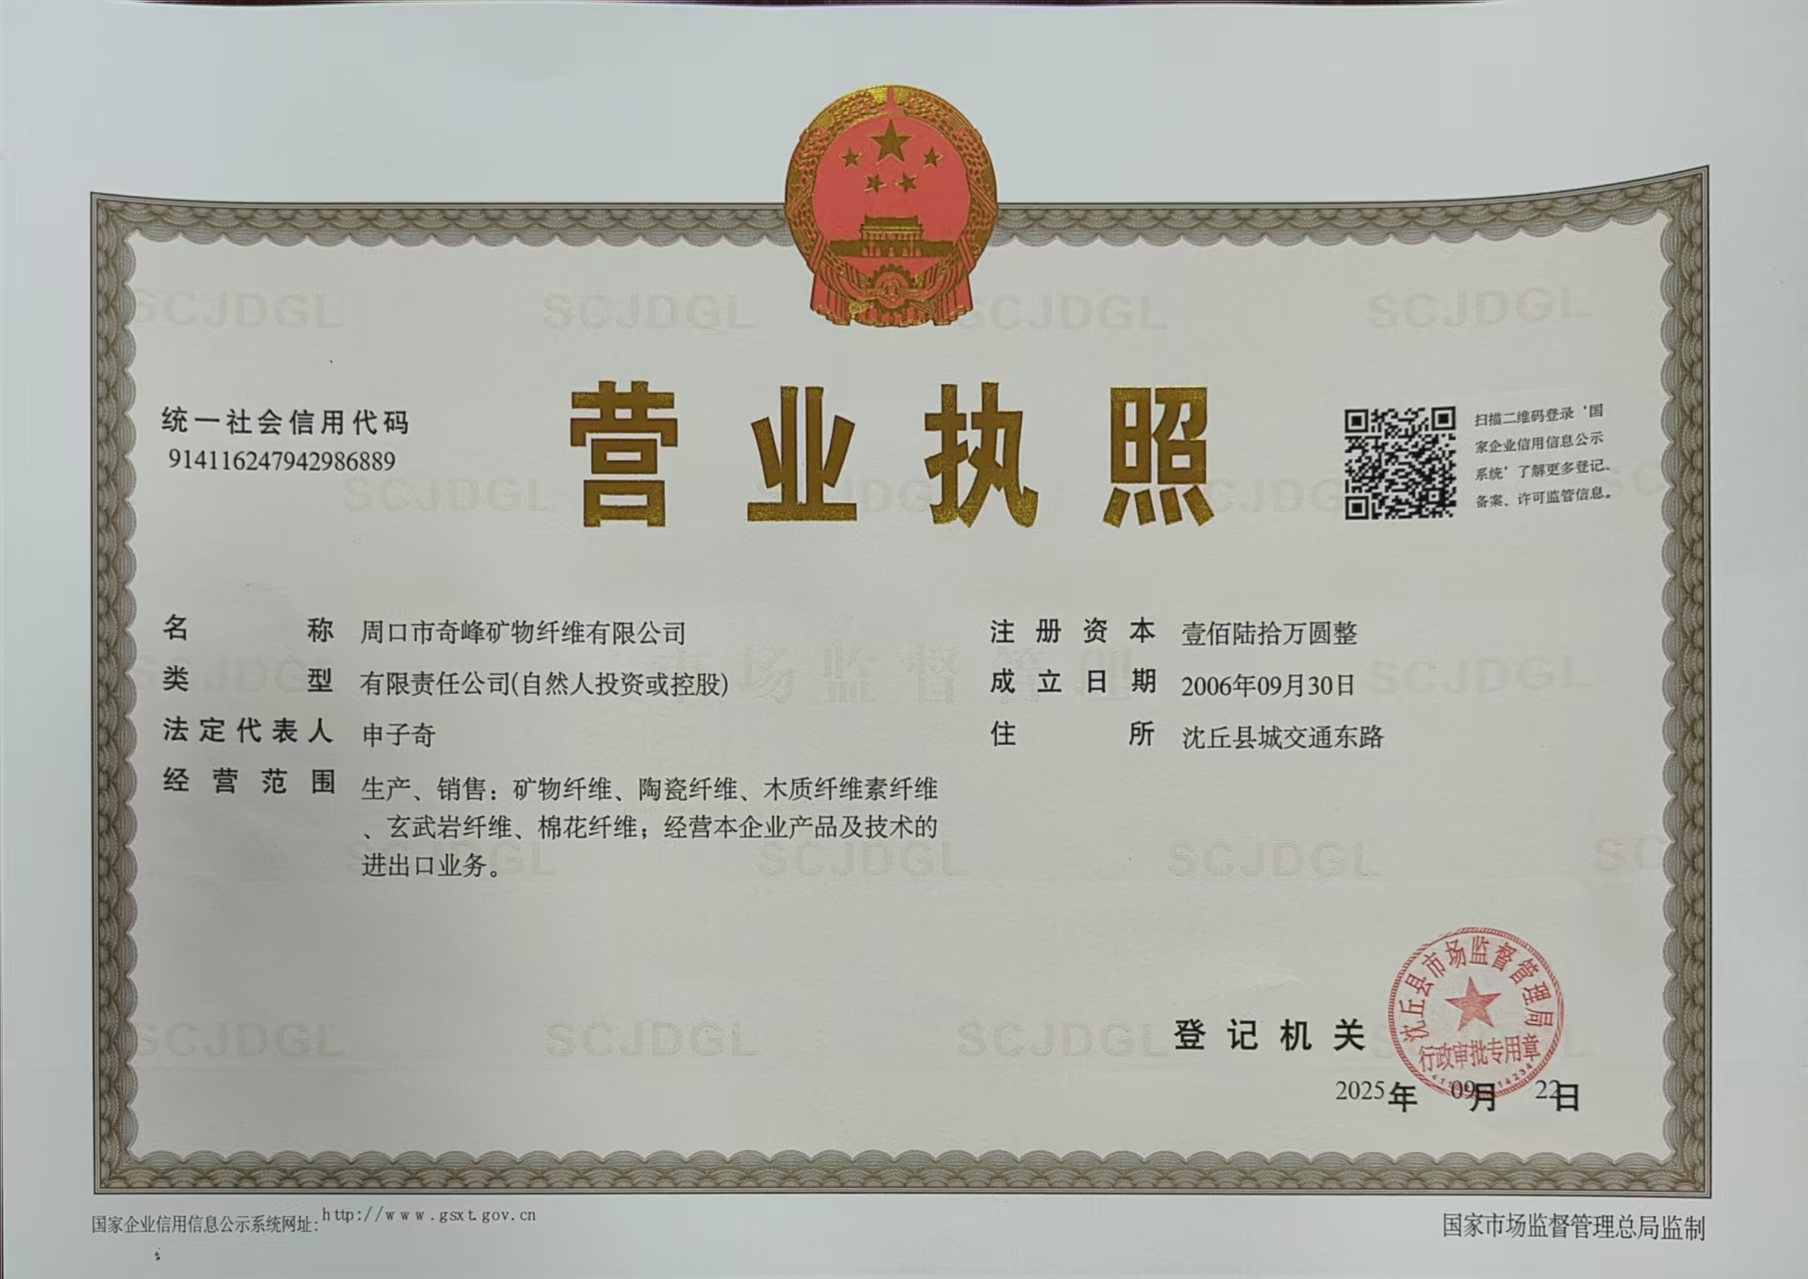 营业执照
统一社会信用代码
914116247942986889
扫描二维码登录‘国
家企业信用信息公示
系统’了解更多登记、
备案、许可监管信息。
名称 周口市奇峰矿物纤维有限公司
类型 有限责任公司(自然人投资或控股)
法定代表人 申子奇
经营范围 生产、销售：矿物纤维、陶瓷纤维、木质纤维素纤维
、玄武岩纤维、棉花纤维；经营本企业产品及技术的
进出口业务。
注册资本 壹佰陆拾万圆整
成立日期 2006年09月30日
住所 沈丘县城交通东路
登记机关
沈丘县市场监督管理局
行政审批专用章
2025年 09月 22日
国家企业信用信息公示系统网址: http://www.gsxt.gov.cn
国家市场监督管理总局监制
SCJDGL
市场监督管理